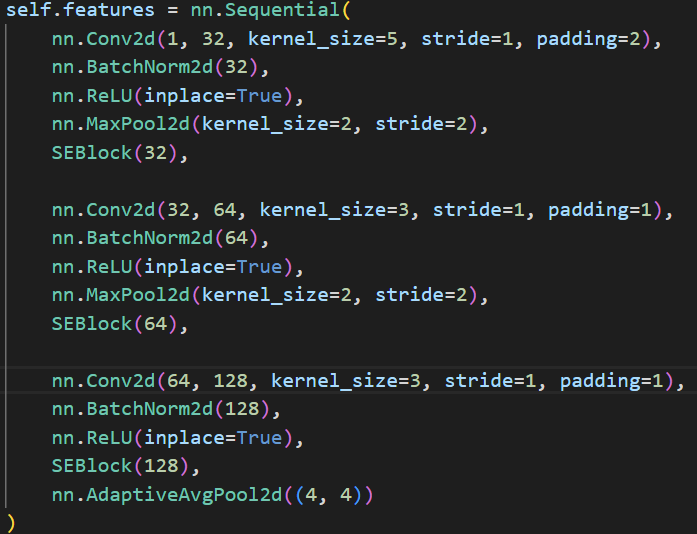 self.features = nn.Sequential(
    nn.Conv2d(1, 32, kernel_size=5, stride=1, padding=2),
    nn.BatchNorm2d(32),
    nn.ReLU(inplace=True),
    nn.MaxPool2d(kernel_size=2, stride=2),
    SEBlock(32),

    nn.Conv2d(32, 64, kernel_size=3, stride=1, padding=1),
    nn.BatchNorm2d(64),
    nn.ReLU(inplace=True),
    nn.MaxPool2d(kernel_size=2, stride=2),
    SEBlock(64),

    nn.Conv2d(64, 128, kernel_size=3, stride=1, padding=1),
    nn.BatchNorm2d(128),
    nn.ReLU(inplace=True),
    SEBlock(128),
    nn.AdaptiveAvgPool2d((4, 4))
)